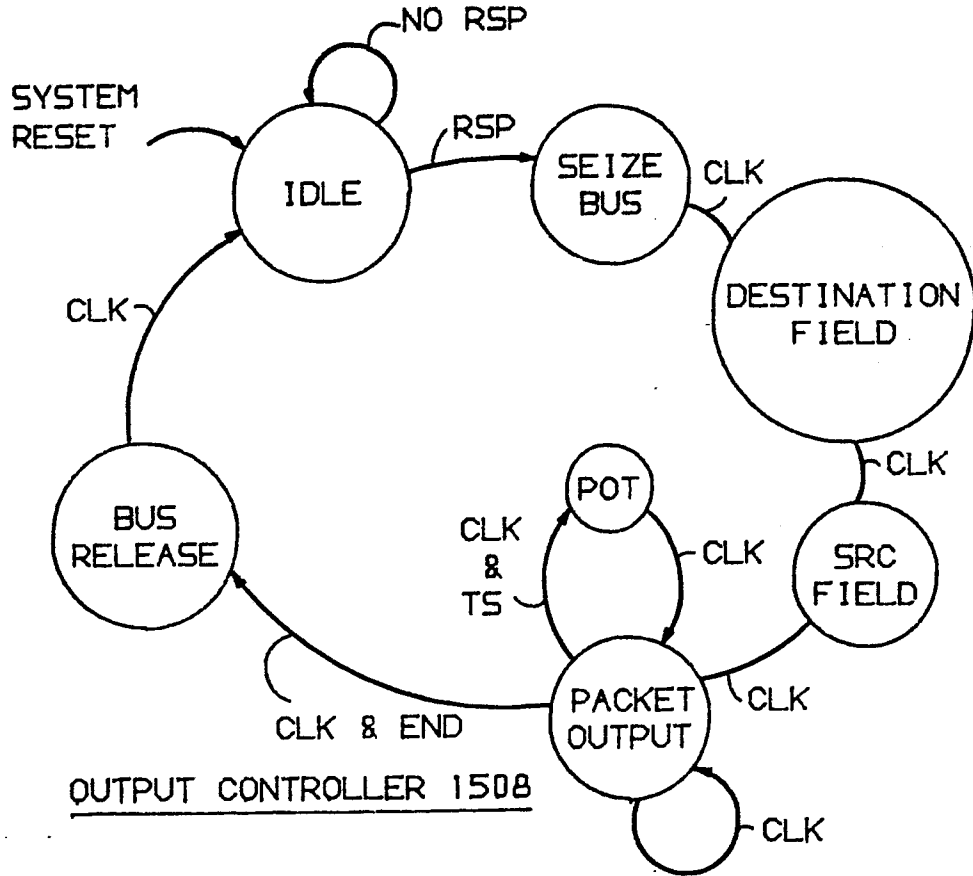 NO RSP
SYSTEM
RESET
RSP
IDLE
SEIZE
BUS
CLK
DESTINATION
FIELD
CLK
CLK
POT
BUS
RELEASE
CLK
&
TS
CLK
SRC
FIELD
CLK
PACKET
OUTPUT
CLK & END
OUTPUT CONTROLLER 1508
CLK